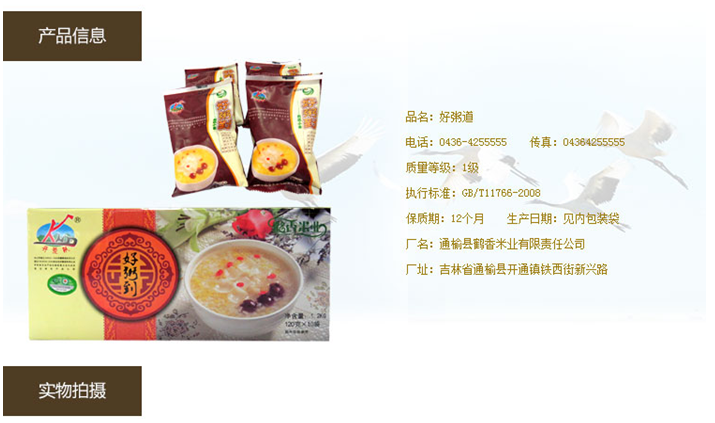 产品信息
品名：好粥道
电话：0436-4255555 传真：04364255555
质量等级：1级
执行标准：GB/T11766-2008
保质期：12个月 生产日期：见内包装袋
厂名：通榆县鹤香米业有限责任公司
厂址：吉林省通榆县开通镇铁西街新兴路
好粥到
净含量：1.2KG
120克×10袋
实物拍摄